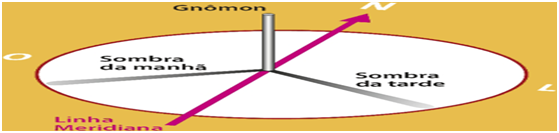 Gnômon
N
O
Sombra
da manhã
Sombra
da tarde
L
Linha
Meridiana